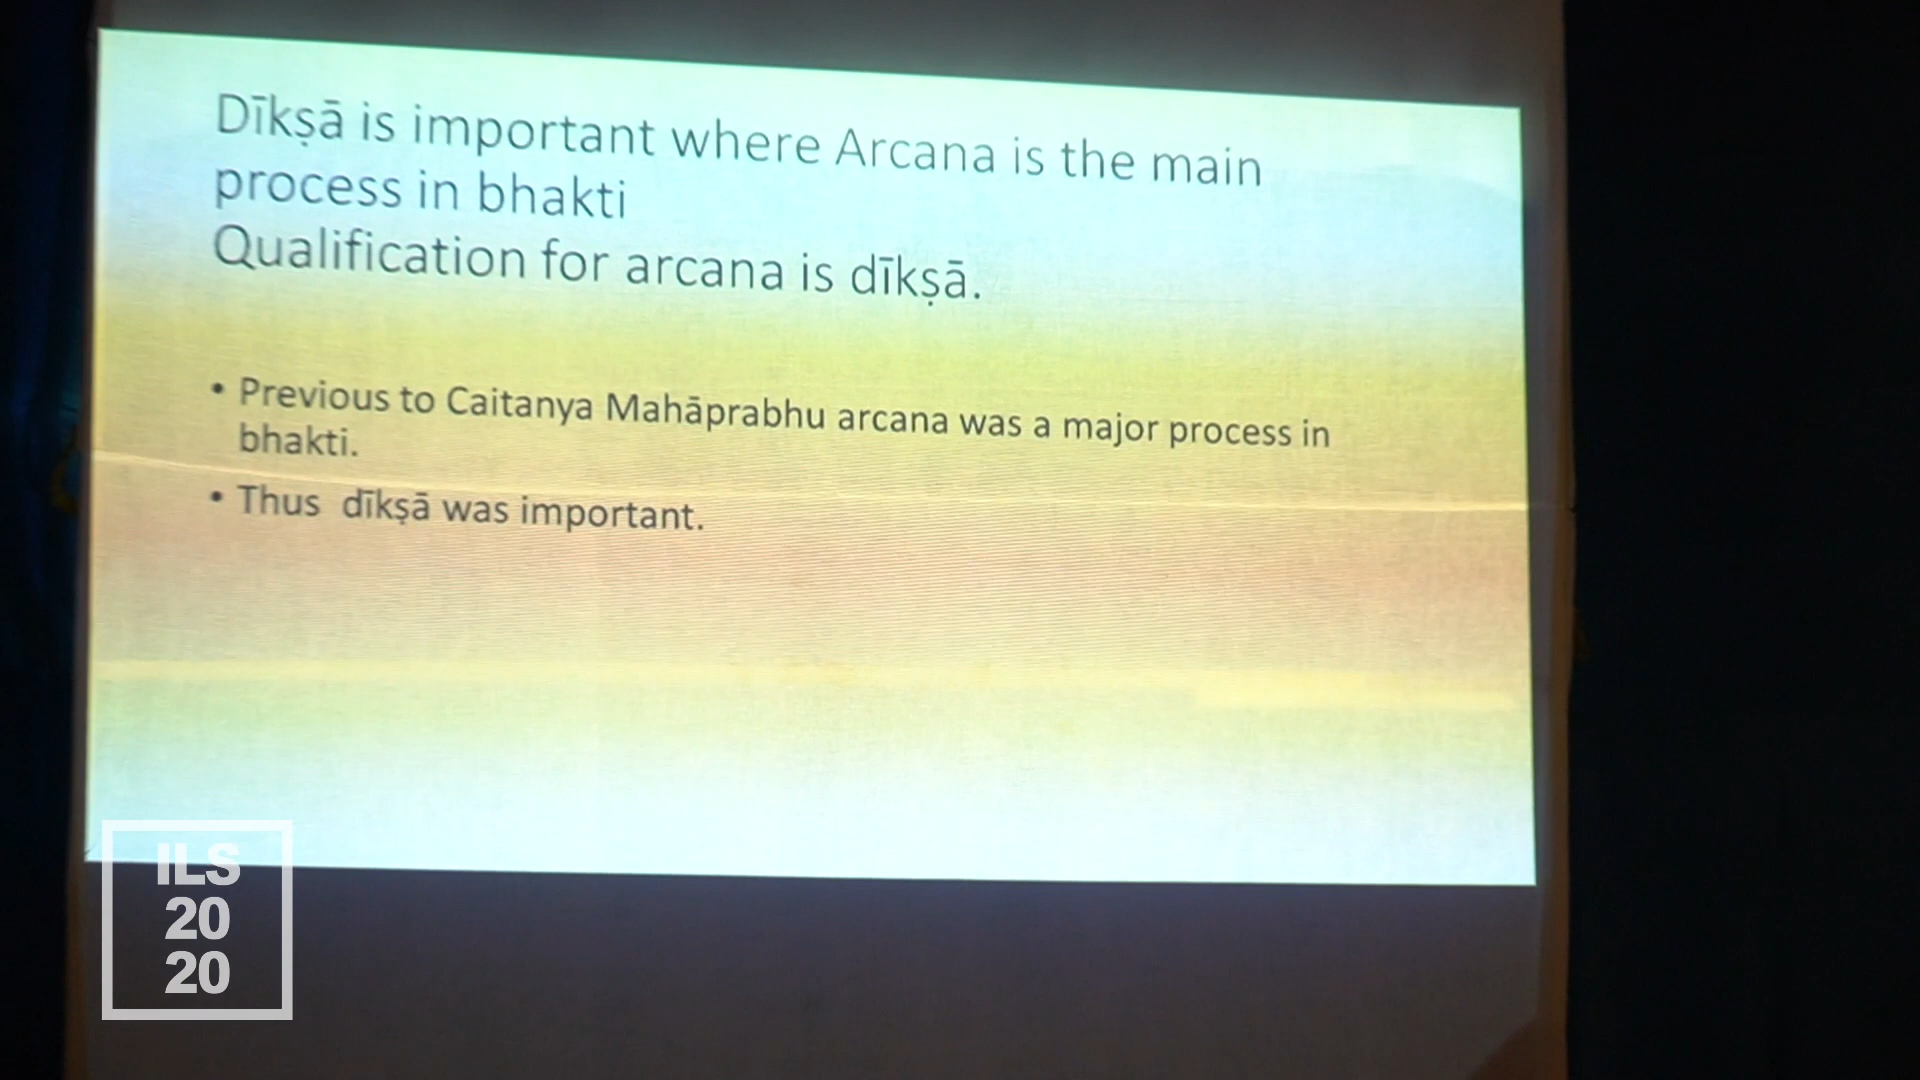 Dīkṣā is important where Arcana is the main
process in bhakti
Qualification for arcana is dīkṣā.
• Previous to Caitanya Mahāprabhu arcana was a major process in
bhakti.
• Thus  dīkṣā was important.
ILS
20
20